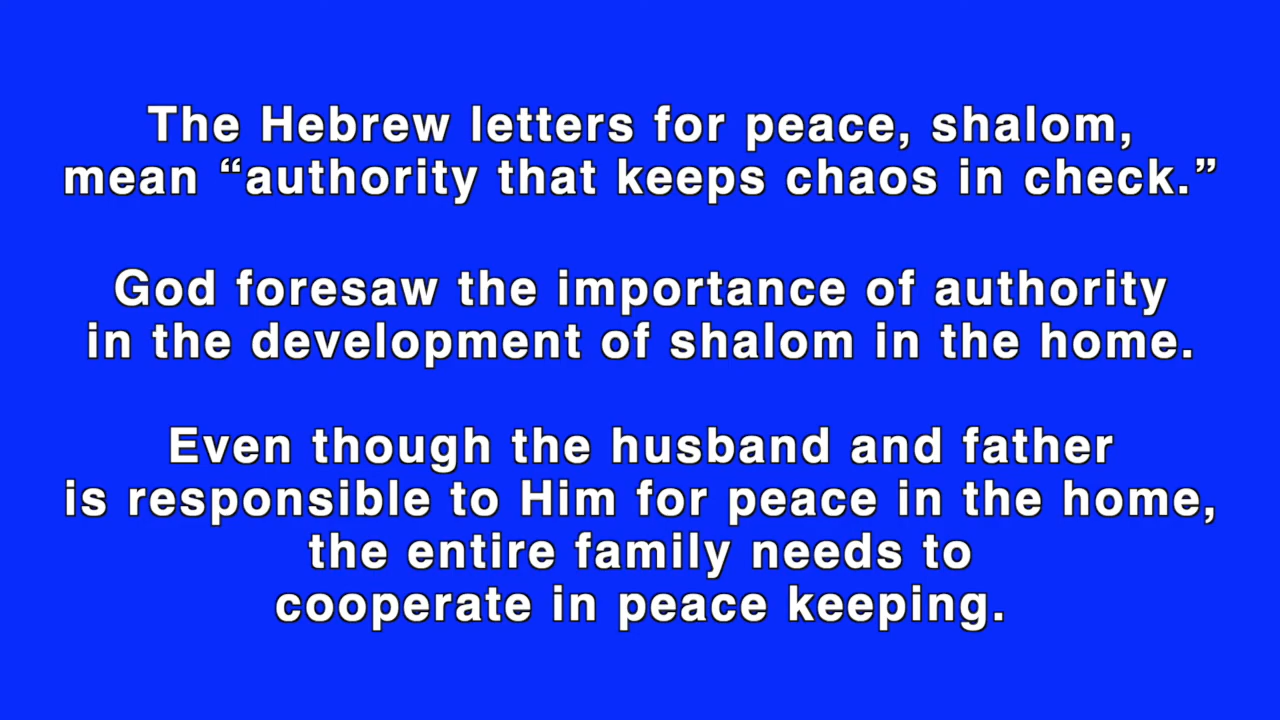 The Hebrew letters for peace, shalom,
mean “authority that keeps chaos in check.”
God foresaw the importance of authority
in the development of shalom in the home.
Even though the husband and father
is responsible to Him for peace in the home,
the entire family needs to
cooperate in peace keeping.